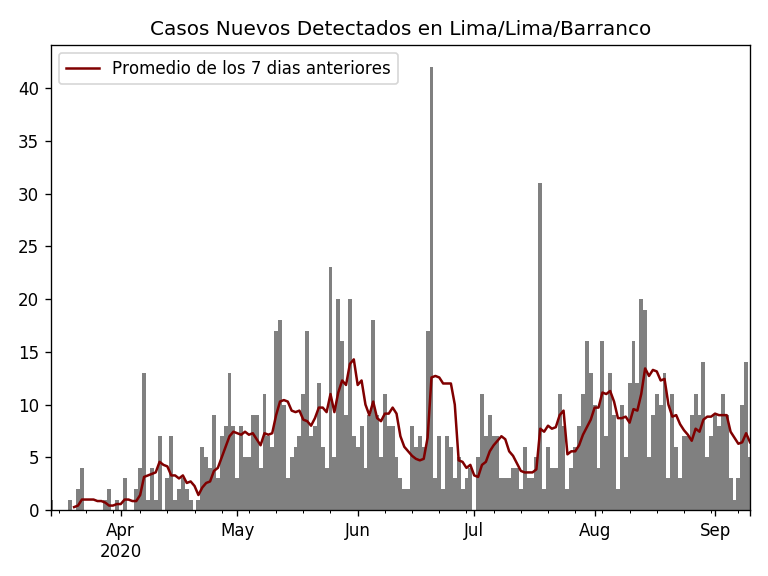 Casos Nuevos Detectados en Lima/Lima/Barranco
Promedio de los 7 dias anteriores
40
35
30
25
20
15
10
5
0
Apr
2020
May
Jun
Jul
Aug
Sep